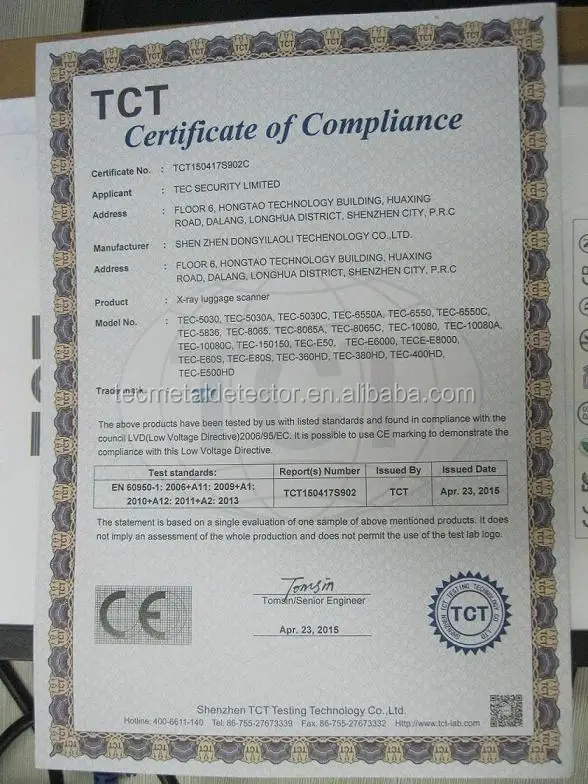 TCT
Certificate of Compliance
Certificate No. : TCT150417S902C
Applicant : TEC SECURITY LIMITED
Address : FLOOR 6, HONGTAO TECHNOLOGY BUILDING, HUAXING
ROAD, DALANG, LONGHUA DISTRICT, SHENZHEN CITY, P.R.C
Manufacturer : SHEN ZHEN DONGYILAOLI TECHENOLOGY CO.,LTD.
Address : FLOOR 6, HONGTAO TECHNOLOGY BUILDING, HUAXING
ROAD, DALANG, LONGHUA DISTRICT, SHENZHEN CITY, P.R.C
Product : X-ray luggage scanner
Model No. : TEC-5030, TEC-5030A, TEC-5030C, TEC-6550A, TEC-6550, TEC-6550C,
TEC-5836, TEC-8065, TEC-8065A, TEC-8065C, TEC-10080, TEC-10080A,
TEC-10080C, TEC-150150, TEC-E50, TEC-E6000, TECE-E8000,
TEC-E60S, TEC-E80S, TEC-360HD, TEC-380HD, TEC-400HD,
TEC-E500HD
Trade mark :
tecmetaldetector.en.alibaba.com
The above products have been tested by us with listed standards and found in compliance with the
council LVD(Low Voltage Directive)2006/95/EC. It is possible to use CE marking to demonstrate the
compliance with this Low Voltage Directive.
Test standards: Report(s) Number Issued By Issued Date
EN 60950-1: 2006+A11: 2009+A1:
2010+A12: 2011+A2: 2013 TCT150417S902 TCT Apr. 23, 2015
The statement is based on a single evaluation of one sample of above mentioned products. It does
not imply an assessment of the whole production and does not permit the use of the test lab logo.
CE
Tomsin
Tomsin/Senior Engineer
Apr. 23, 2015
SHENZHEN TCT TESTING TECHNOLOGY CO., LTD
TCT
Shenzhen TCT Testing Technology Co.,Ltd.
Hotline: 400-6611-140 Tel: 86-755-27673339 Fax: 86-755-27673332 Http://www.tct-lab.com